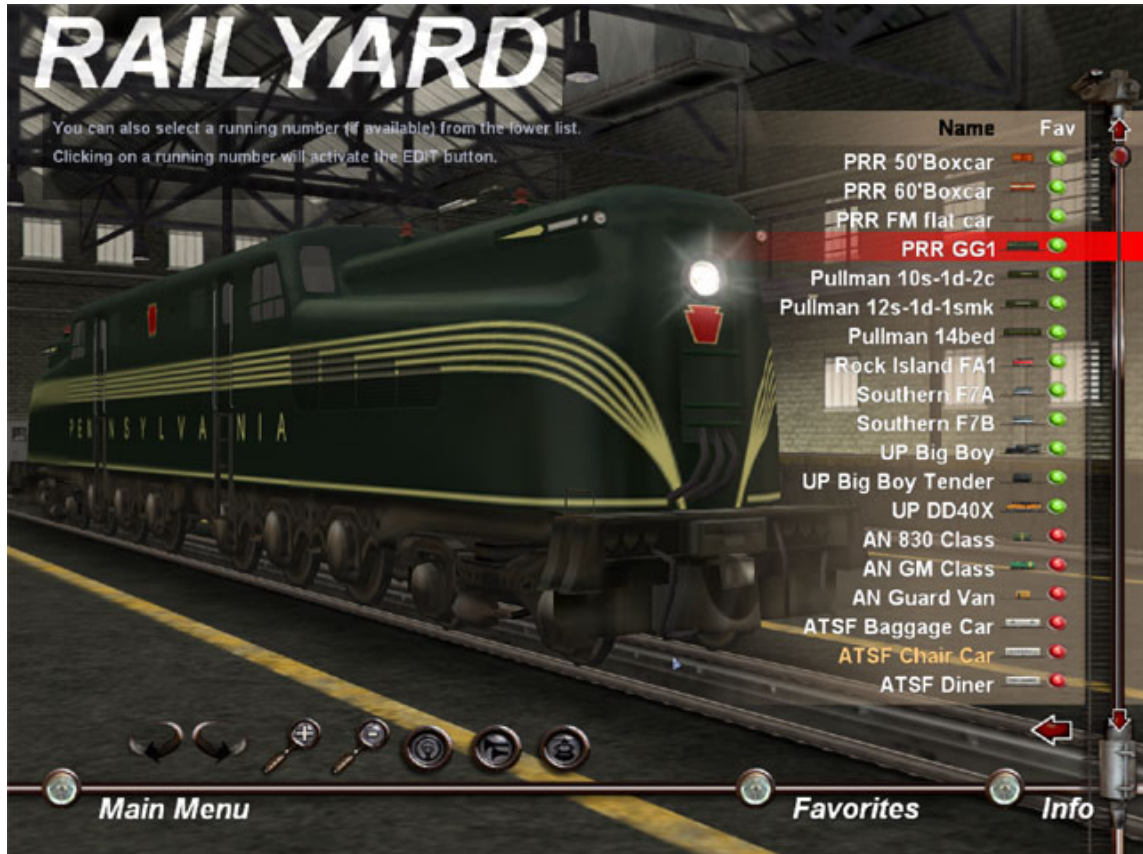 RAILYARD
You can also select a running number (if available) from the lower list.
Clicking on a running number will activate the EDIT button.
Name Fav
PRR 50'Boxcar
PRR 60'Boxcar
PRR FM flat car
PRR GG1
Pullman 10s-1d-2c
Pullman 12s-1d-1smk
Pullman 14bed
Rock Island FA1
Southern F7A
Southern F7B
UP Big Boy
UP Big Boy Tender
UP DD40X
AN 830 Class
AN GM Class
AN Guard Van
ATSF Baggage Car
ATSF Chair Car
ATSF Diner
PENNSYLVANIA
Main Menu
Favorites
Info